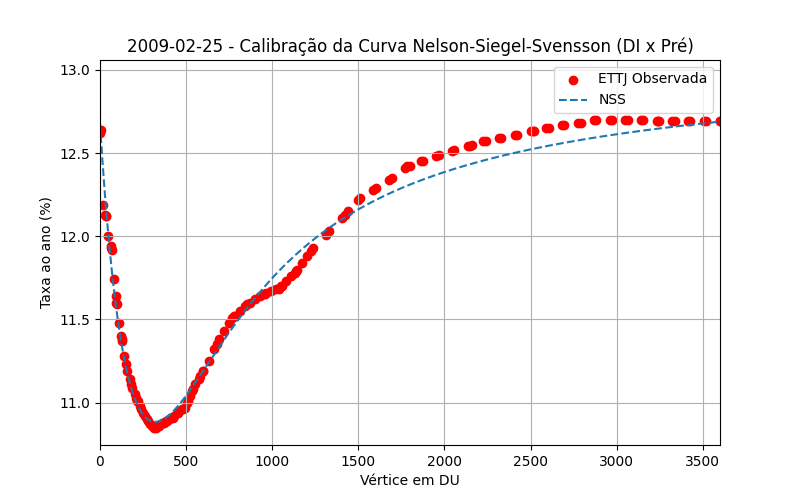 2009-02-25 - Calibração da Curva Nelson-Siegel-Svensson (DI x Pré)
ETTJ Observada
NSS
Taxa ao ano (%)
13.0
12.5
12.0
11.5
11.0
0 500 1000 1500 2000 2500 3000 3500
Vértice em DU